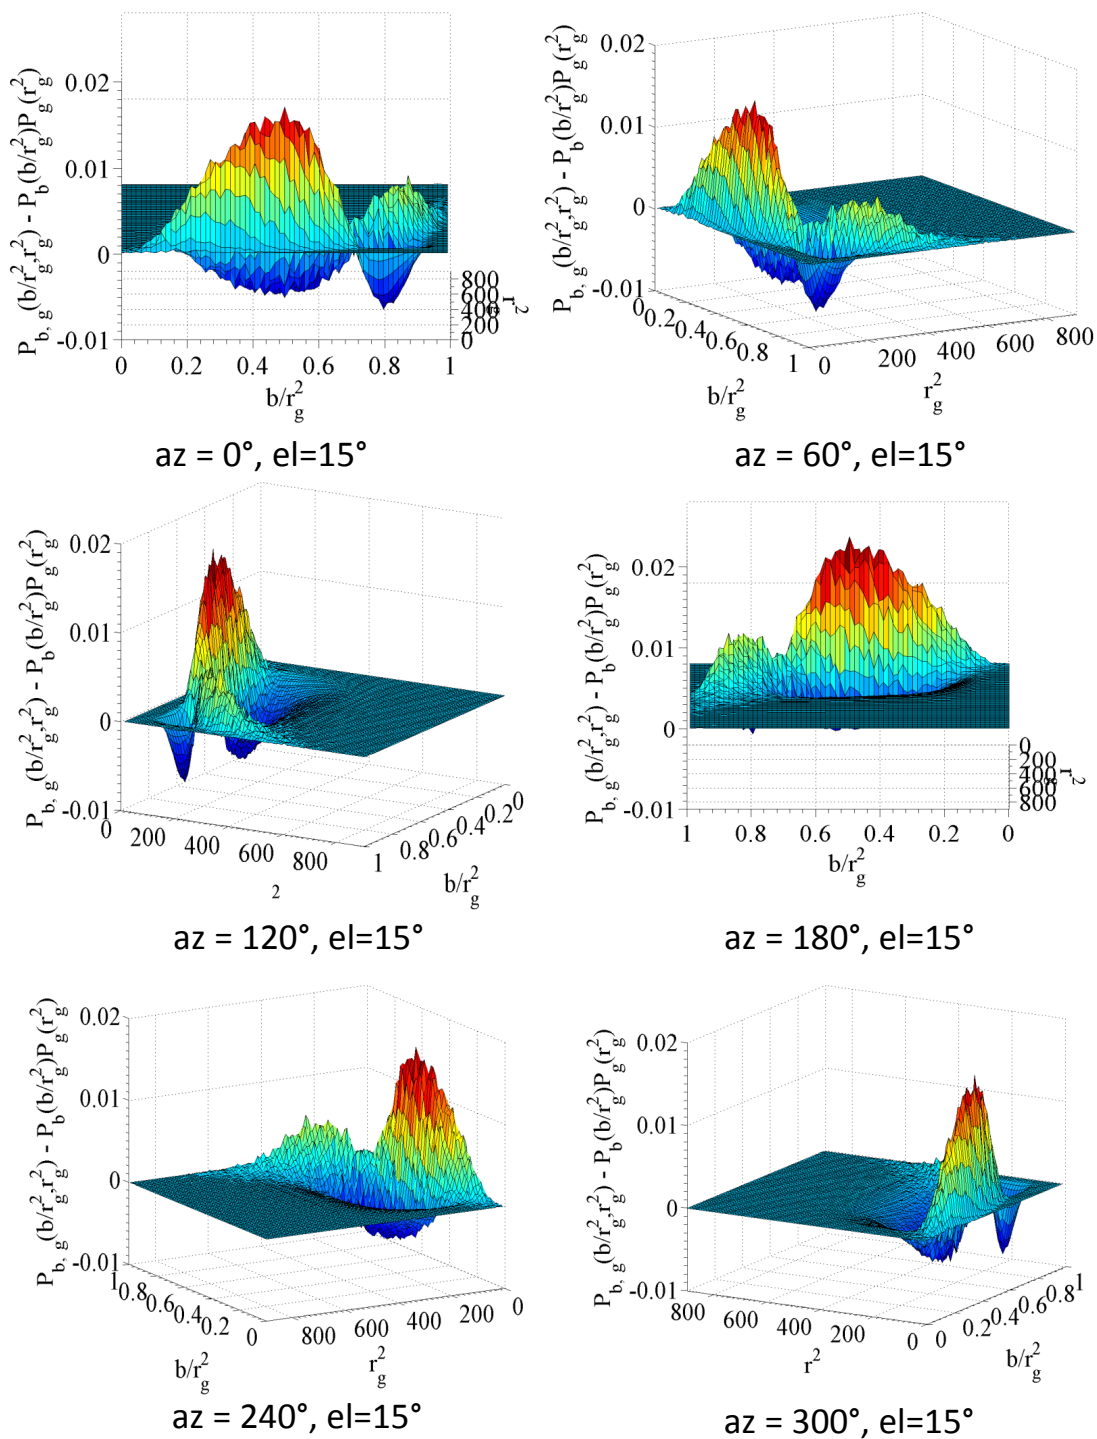 P_{b, g}(b/r_g^2,r_g^2) - P_b(b/r_g^2)P_g(r_g^2)
0.02
0.01
0
-0.01
0 0.2 0.4 0.6 0.8 1
b/r_g^2
800
600
400
200
0
r_g^2
az = 0°, el=15°
P_{b, g}(b/r_g^2,r_g^2) - P_b(b/r_g^2)P_g(r_g^2)
0.02
0.01
0
-0.01
0 0.2 0.4 0.6 0.8 1
b/r_g^2
0 200 400 600 800
r_g^2
az = 60°, el=15°
P_{b, g}(b/r_g^2,r_g^2) - P_b(b/r_g^2)P_g(r_g^2)
0.02
0.01
0
-0.01
0 200 400 600 800
2
1 0.8 0.6 0.4 0.2 0
b/r_g^2
az = 120°, el=15°
P_{b, g}(b/r_g^2,r_g^2) - P_b(b/r_g^2)P_g(r_g^2)
0.02
0.01
0
-0.01
1 0.8 0.6 0.4 0.2 0
b/r_g^2
0
200
400
600
800
r_g^2
az = 180°, el=15°
P_{b, g}(b/r_g^2,r_g^2) - P_b(b/r_g^2)P_g(r_g^2)
0.02
0.01
0
-0.01
1 0.8 0.6 0.4 0.2 0
b/r_g^2
800 600 400 200 0
r_g^2
az = 240°, el=15°
P_{b, g}(b/r_g^2,r_g^2) - P_b(b/r_g^2)P_g(r_g^2)
0.02
0.01
0
-0.01
800 600 400 200 0
r^2
0 0.2 0.4 0.6 0.8 1
b/r_g^2
az = 300°, el=15°